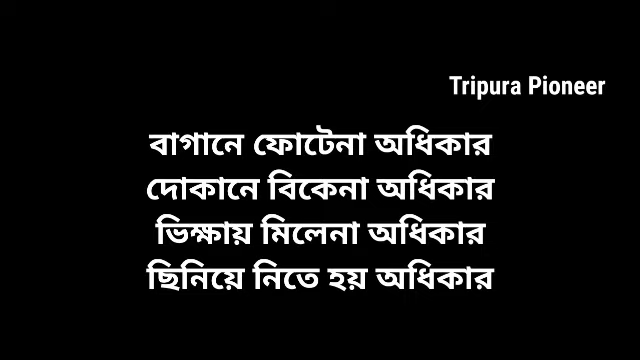 Tripura Pioneer
বাগানে ফোটেনা অধিকার
দোকানে বিকেনা অধিকার
ভিক্ষায় মিলেনা অধিকার
ছিনিয়ে নিতে হয় অধিকার